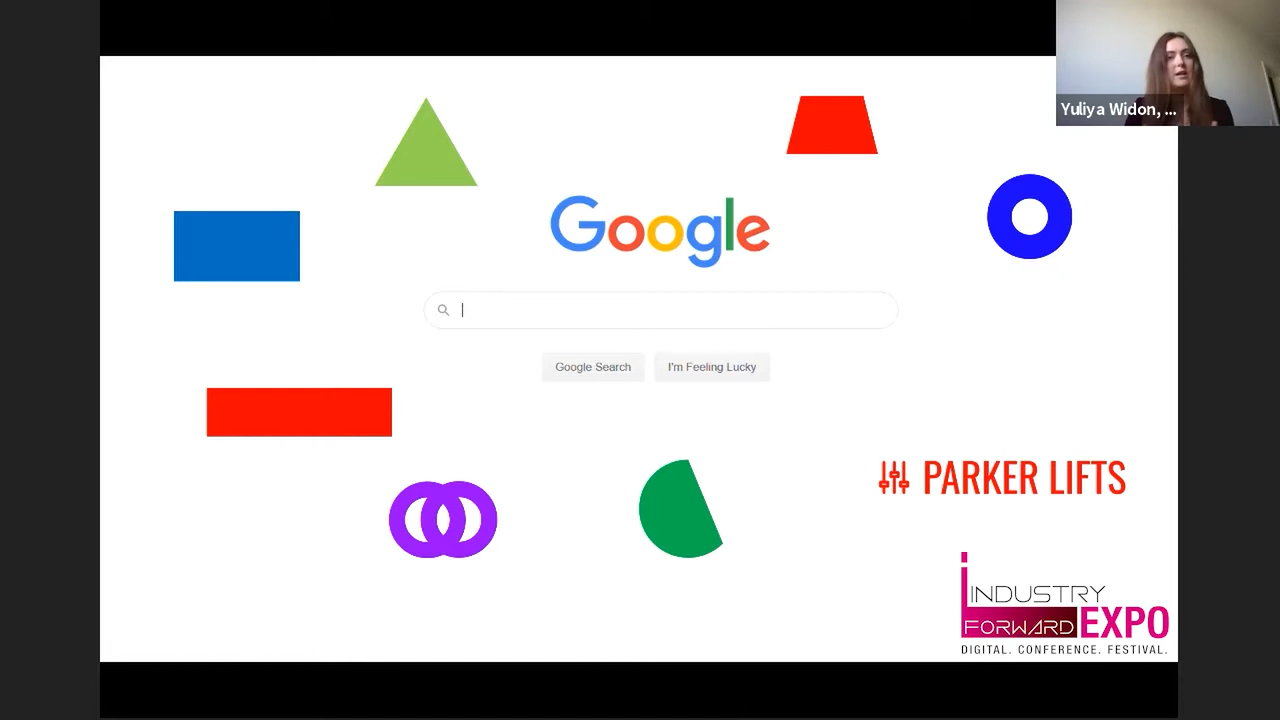 Yuliya Widon, ...
Google
Google Search
I'm Feeling Lucky
PARKER LIFTS
INDUSTRY
FORWARD EXPO
DIGITAL. CONFERENCE. FESTIVAL.